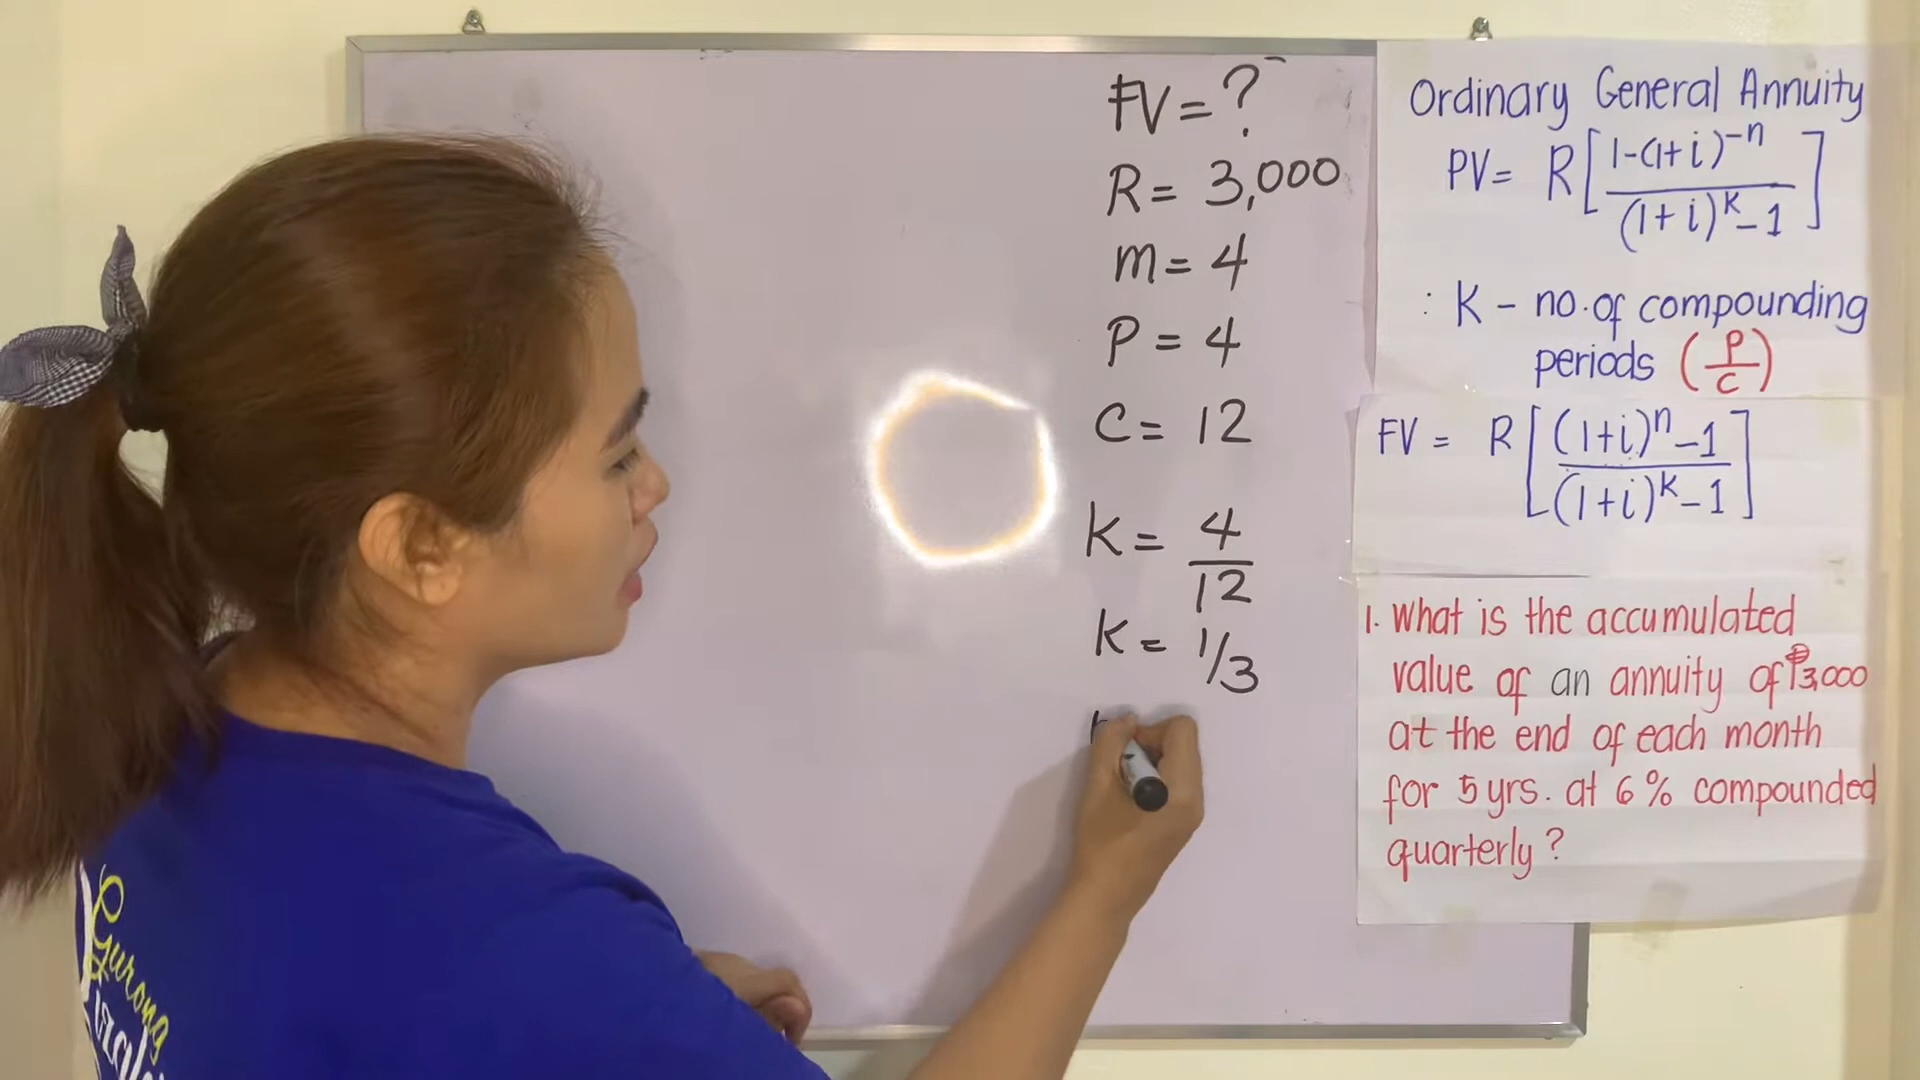 FV = ?
R = 3,000
m = 4
P = 4
C = 12
K = 4/12
K = 1/3
Ordinary General Annuity
PV = R[1-(1+i)^-n / (1+i)^K - 1]
: K - no. of compounding
periods (P/C)
FV = R[(1+i)^n - 1 / (1+i)^K - 1]
1. What is the accumulated
value of an annuity of ₱3,000
at the end of each month
for 5 yrs. at 6% compounded
quarterly?
Gurong